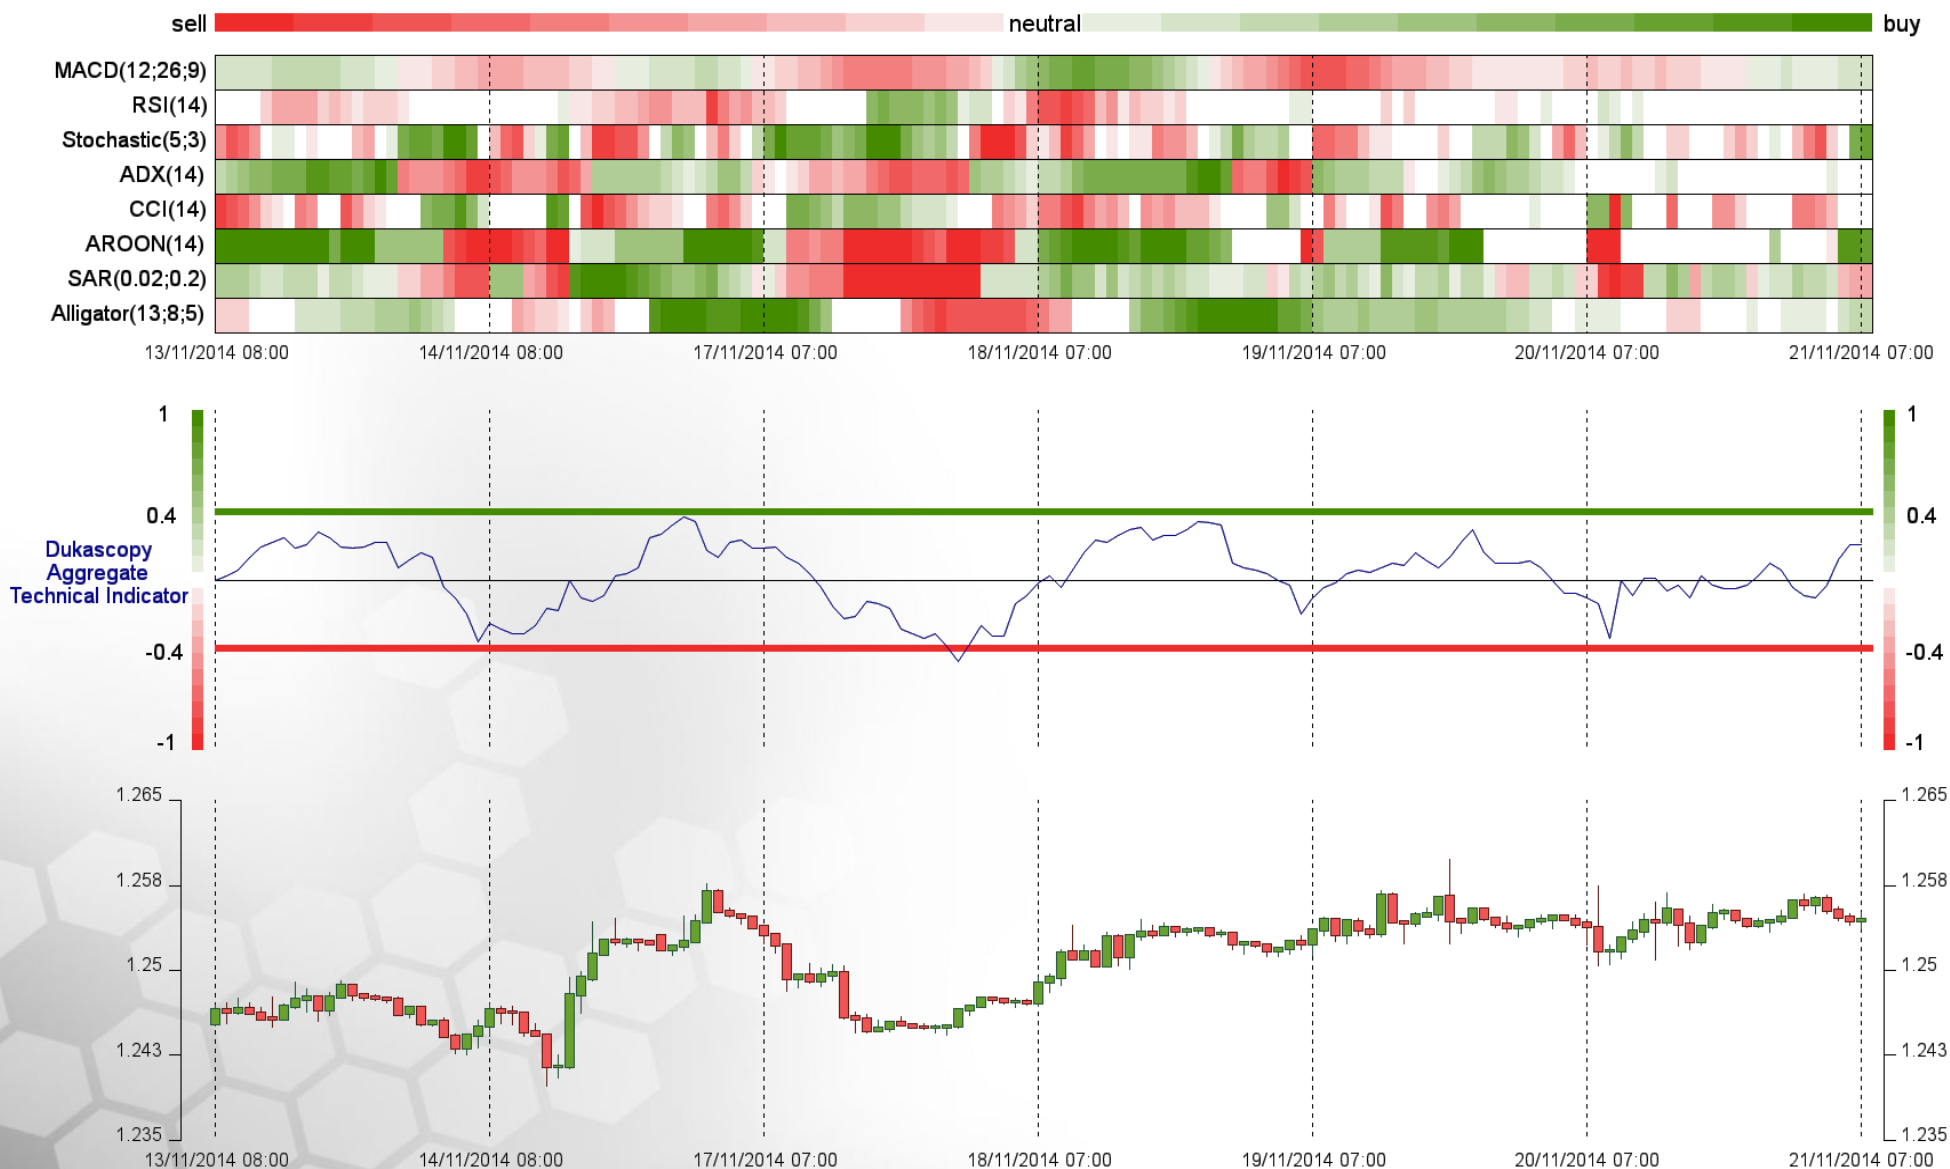 sell neutral buy
MACD(12;26;9)
RSI(14)
Stochastic(5;3)
ADX(14)
CCI(14)
AROON(14)
SAR(0.02;0.2)
Alligator(13;8;5)
13/11/2014 08:00 14/11/2014 08:00 17/11/2014 07:00 18/11/2014 07:00 19/11/2014 07:00 20/11/2014 07:00 21/11/2014 07:00
1 1
0.4 0.4
Dukascopy
Aggregate
Technical Indicator
-0.4 -0.4
-1 -1
1.265 1.265
1.258 1.258
1.25 1.25
1.243 1.243
1.235 1.235
13/11/2014 08:00 14/11/2014 08:00 17/11/2014 07:00 18/11/2014 07:00 19/11/2014 07:00 20/11/2014 07:00 21/11/2014 07:00